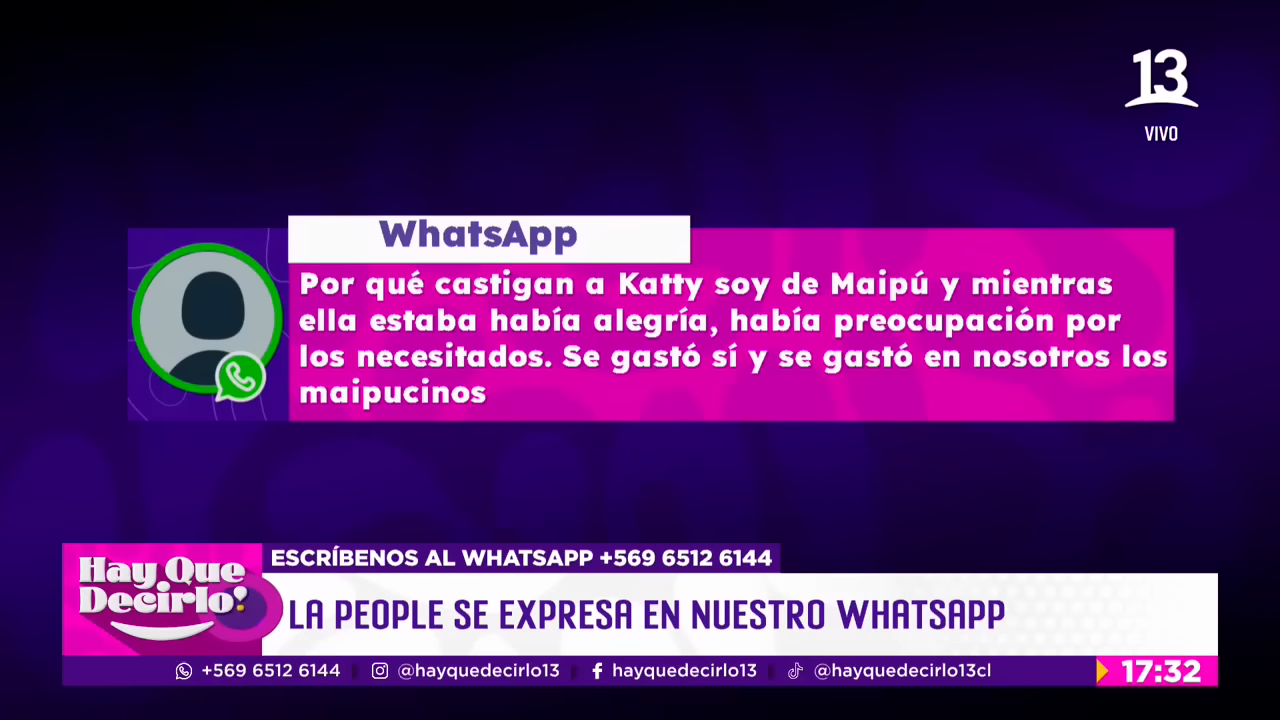 13
VIVO
WhatsApp
Por qué castigan a Katty soy de Maipú y mientras
ella estaba había alegría, había preocupación por
los necesitados. Se gastó sí y se gastó en nosotros los
maipucinos
Hay Que
Decirlo!
ESCRÍBENOS AL WHATSAPP +569 6512 6144
LA PEOPLE SE EXPRESA EN NUESTRO WHATSAPP
+569 6512 6144 @hayquedecirlo13 hayquedecirlo13 @hayquedecirlo13cl 17:32